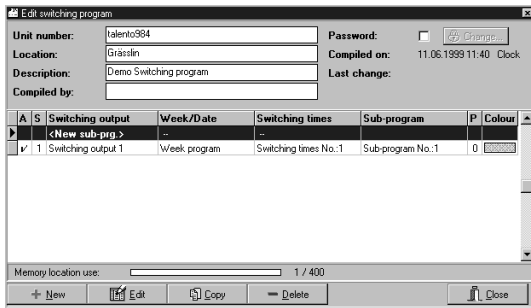 Edit switching program
Unit number: talento984 Password: Change...
Location: Grässlin Compiled on: 11.06.1999 11:40 Clock
Description: Demo Switching program Last change:
Compiled by:
A S Switching output Week/Date Switching times Sub-program P Colour
<New sub-prg.> -- --
1 Switching output 1 Week program Switching times No.:1 Sub-program No.:1 0
Memory location use: 1 / 400
New Edit Copy Delete Close